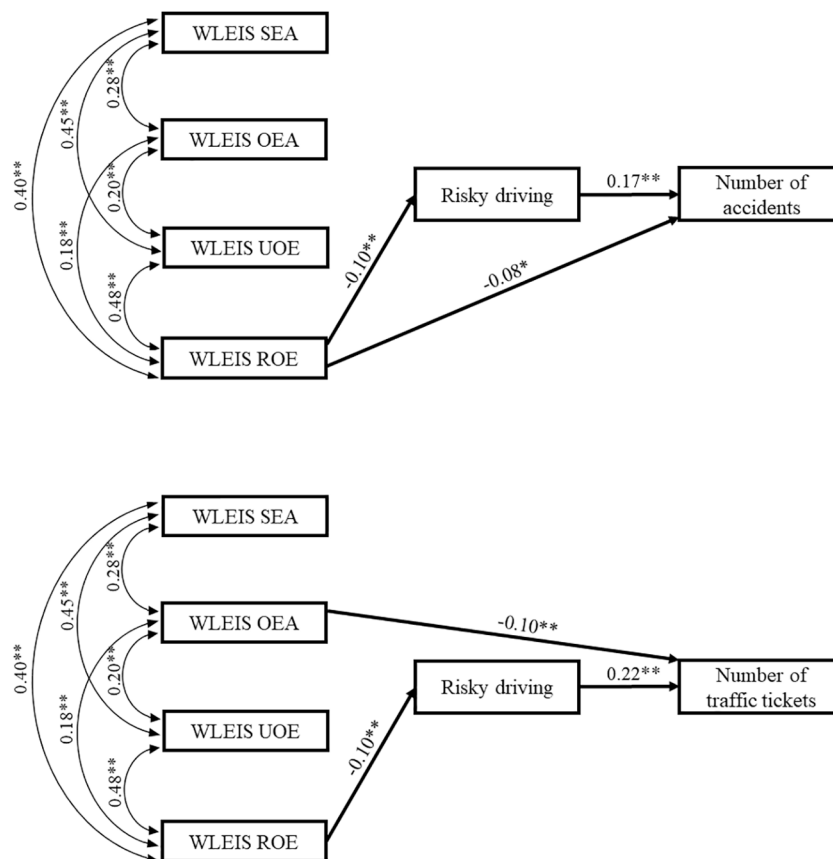 WLEIS SEA
0.28**
0.45**
0.40**
WLEIS OEA
0.20**
0.18**
Risky driving
0.17**
Number of
accidents
WLEIS UOE
-0.10**
-0.08*
0.48**
WLEIS ROE
WLEIS SEA
0.28**
0.45**
0.40**
WLEIS OEA
-0.10**
0.20**
0.18**
Risky driving
0.22**
Number of
traffic tickets
WLEIS UOE
-0.10**
0.48**
WLEIS ROE